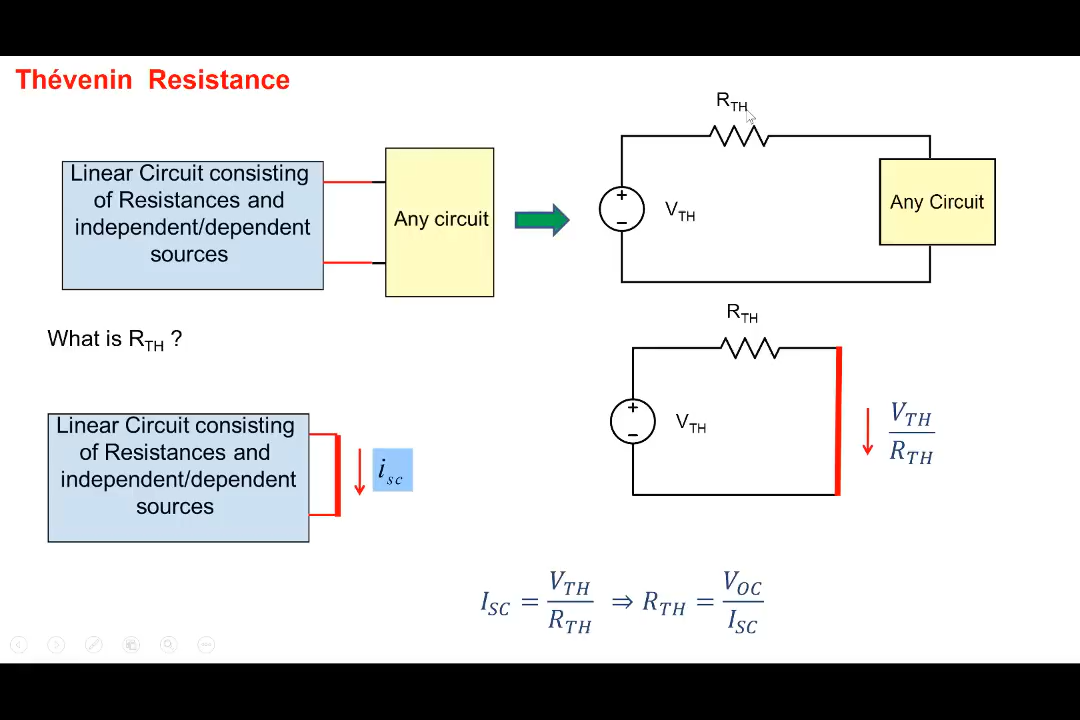 Thévenin Resistance
Linear Circuit consisting
of Resistances and
independent/dependent
sources
Any circuit
R_TH
+
−
V_TH
Any Circuit
What is R_TH ?
Linear Circuit consisting
of Resistances and
independent/dependent
sources
i_sc
R_TH
+
−
V_TH
V_TH / R_TH
I_SC = V_TH / R_TH ⇒ R_TH = V_OC / I_SC